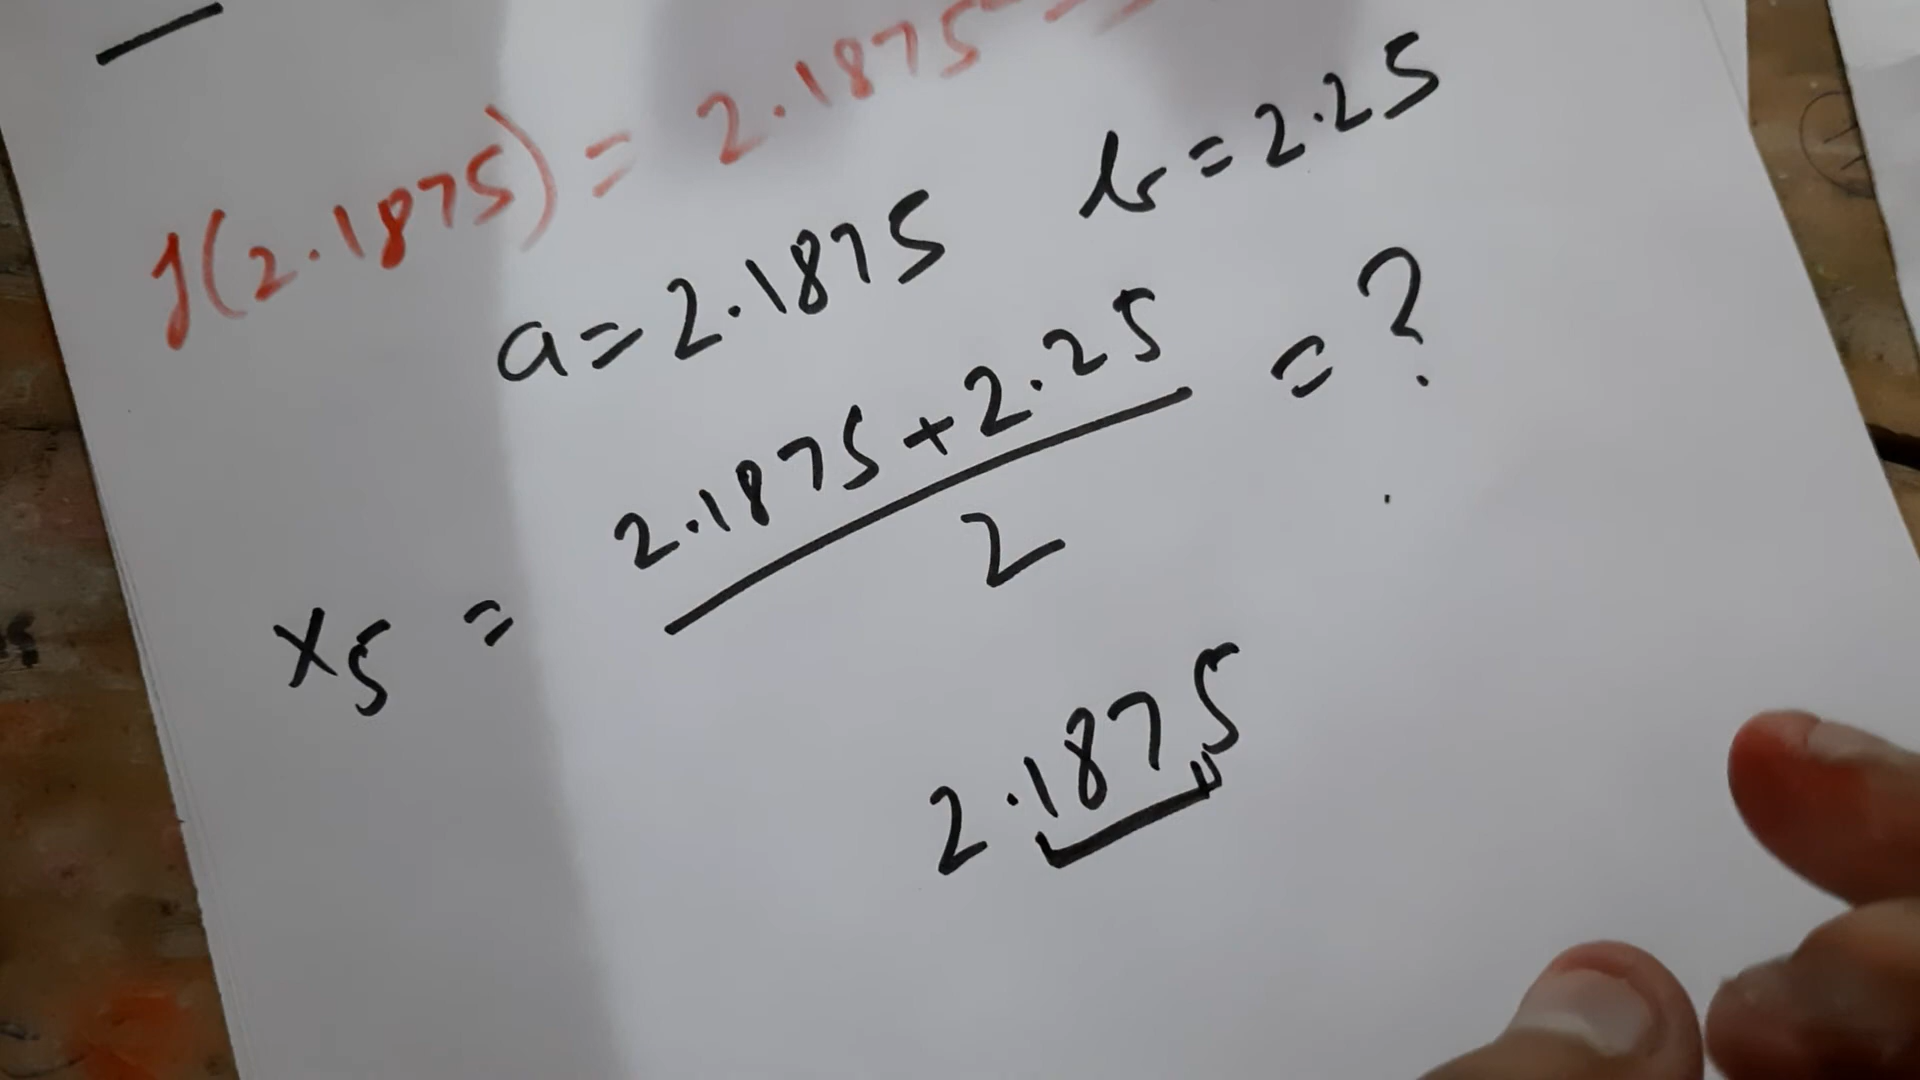 f(2.1875) = 2.1875
a = 2.1875 b = 2.25
x5 = (2.1875 + 2.25) / 2 = ?
2.1875